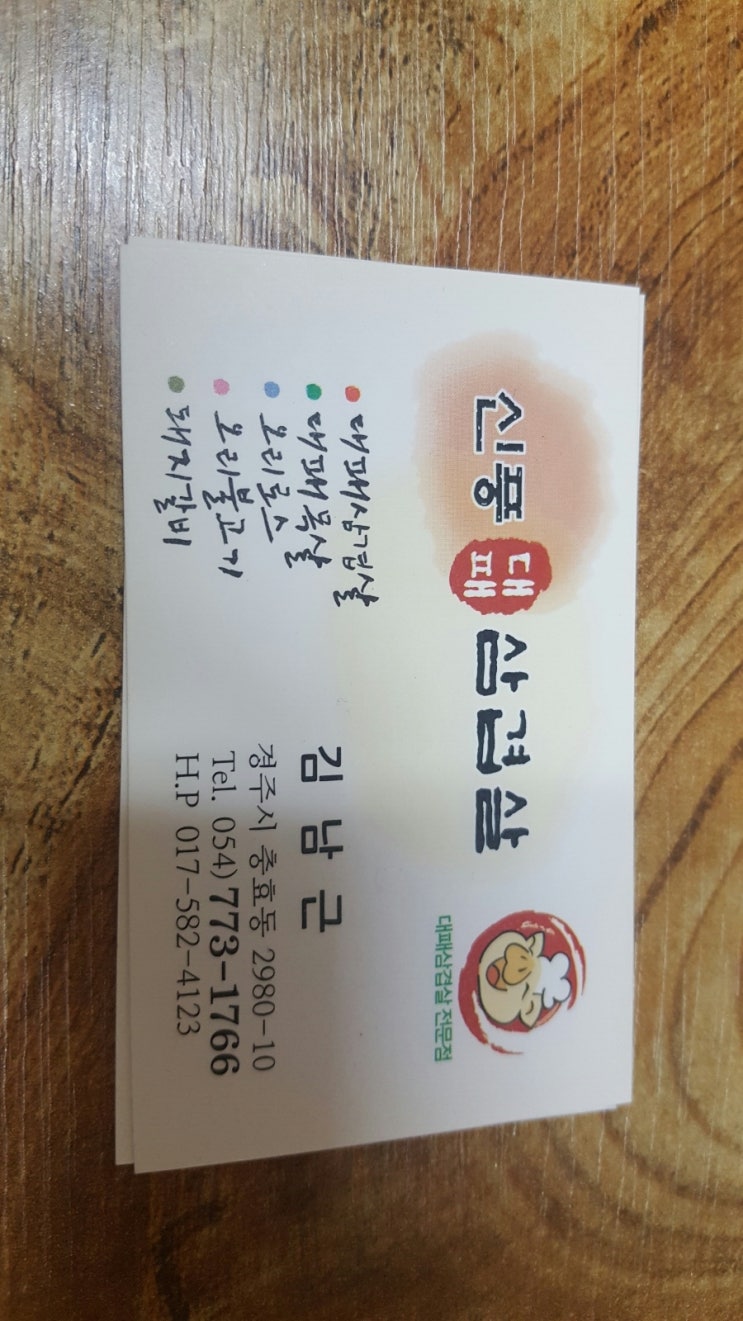 신풍 대패 삼겹살
대패삼겹살 전문점
대패삼겹살
대패목살
오리로스
오리불고기
돼지갈비
김남근
경주시 충효동 2980-10
Tel. 054)773-1766
H.P 017-582-4123